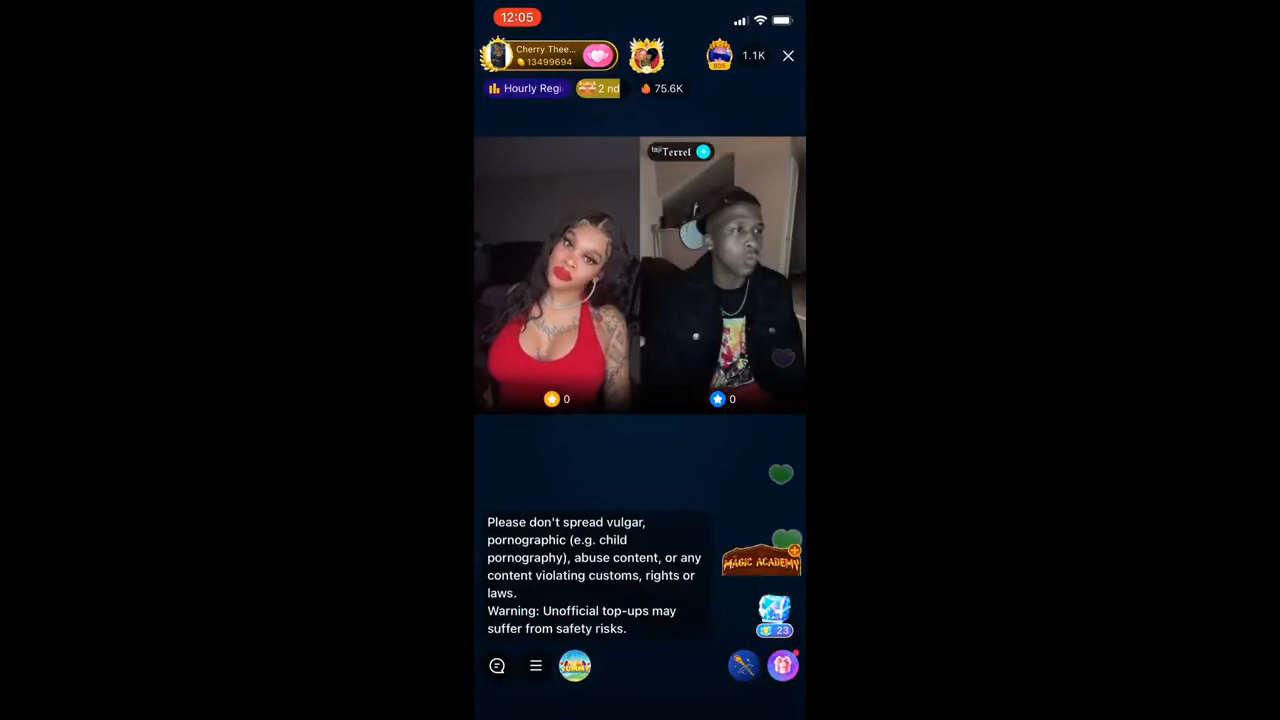 12:05
Cherry Thee...
13499694
805
1.1K
Hourly Regi
2 nd
75.6K
Terrel
0
0
Please don't spread vulgar,
pornographic (e.g. child
pornography), abuse content, or any
content violating customs, rights or
laws.
Warning: Unofficial top-ups may
suffer from safety risks.
MAGIC ACADEMY
23
YUMMY